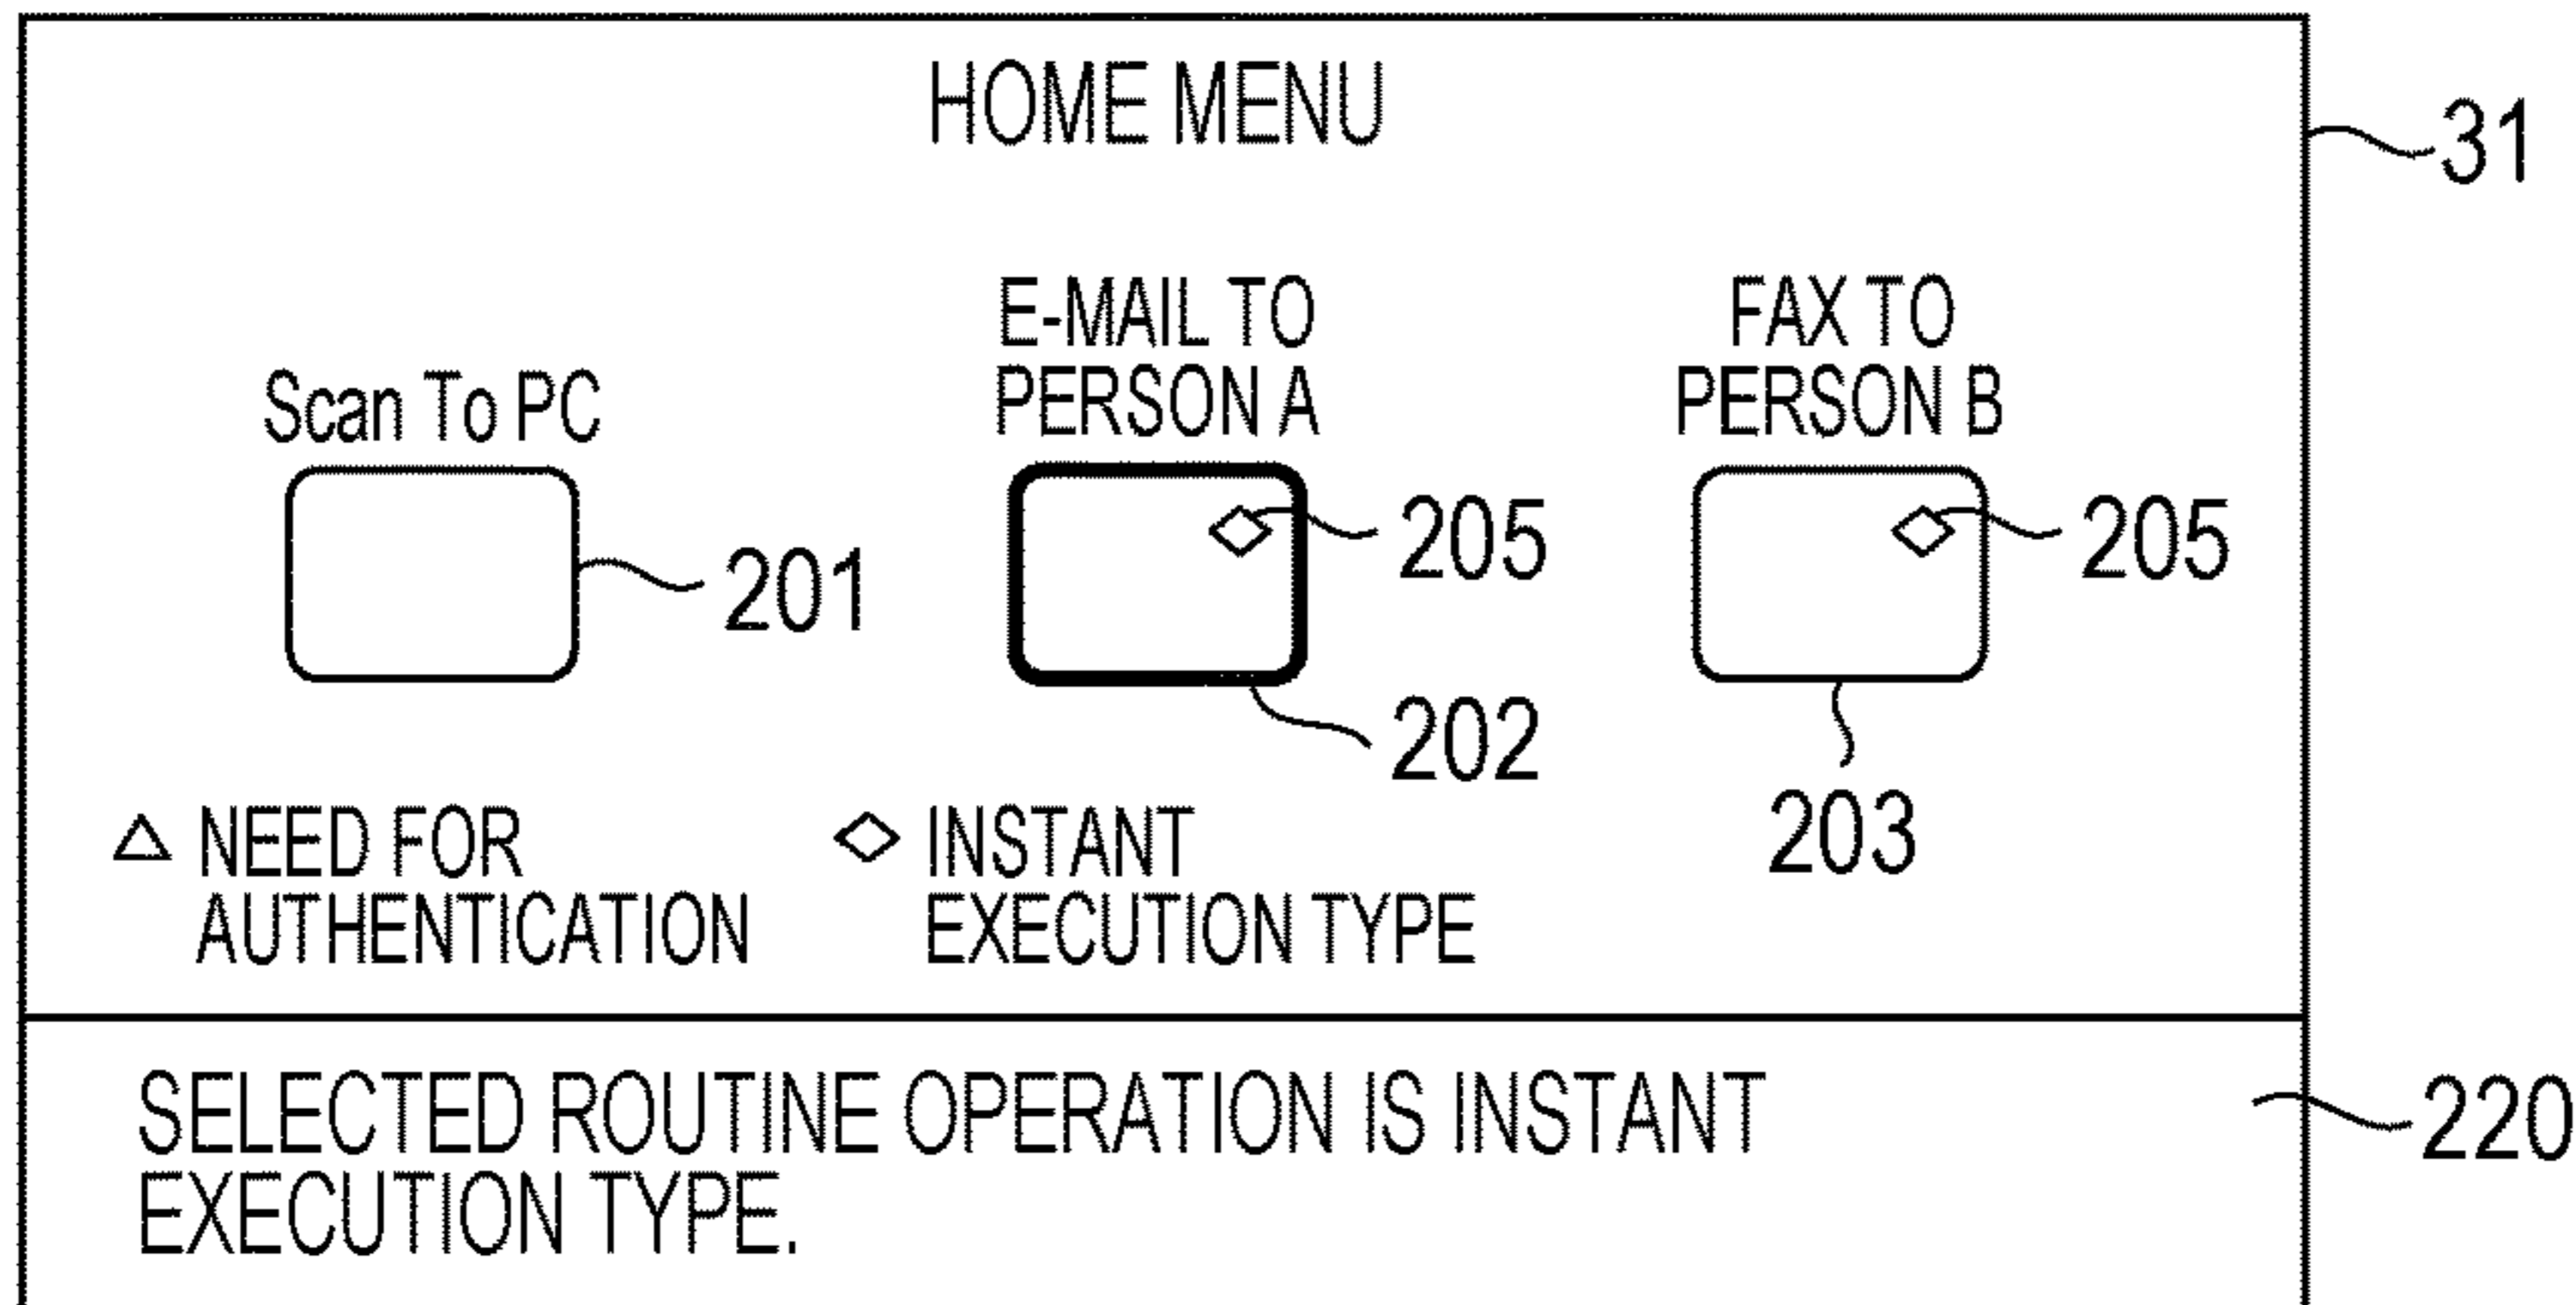 HOME MENU
31
Scan To PC
E-MAIL TO
PERSON A
FAX TO
PERSON B
201
205
202
205
203
△ NEED FOR
AUTHENTICATION
◇ INSTANT
EXECUTION TYPE
SELECTED ROUTINE OPERATION IS INSTANT
EXECUTION TYPE.
220